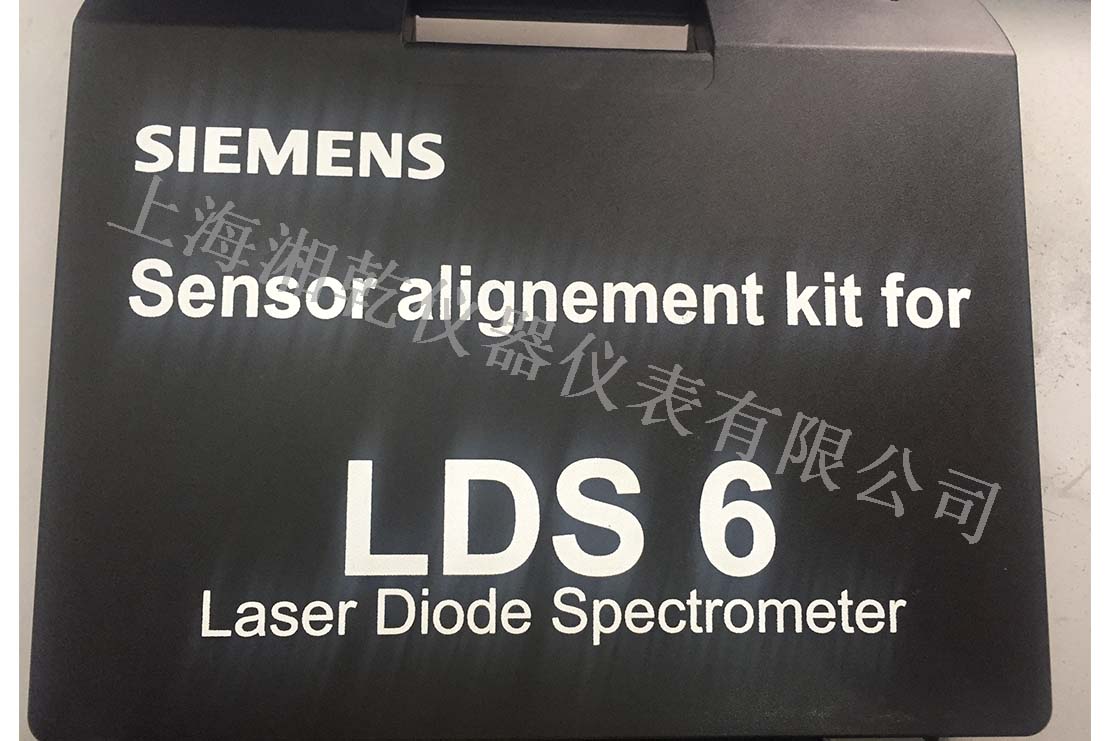 SIEMENS
上海湘乾仪器仪表有限公司
Sensor alignement kit for
LDS 6
Laser Diode Spectrometer